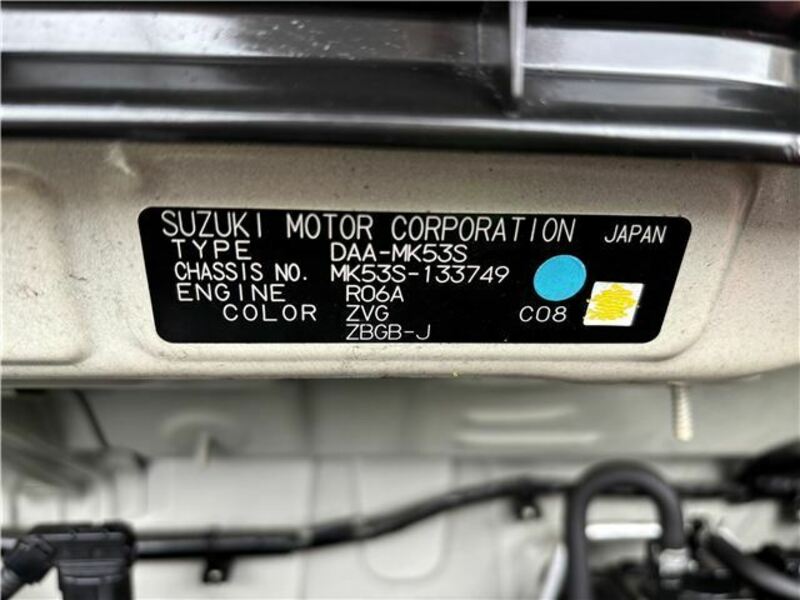 SUZUKI MOTOR CORPORATION JAPAN
TYPE DAA-MK53S
CHASSIS NO. MK53S-133749
ENGINE R06A
COLOR ZVG C08
ZBGB-J